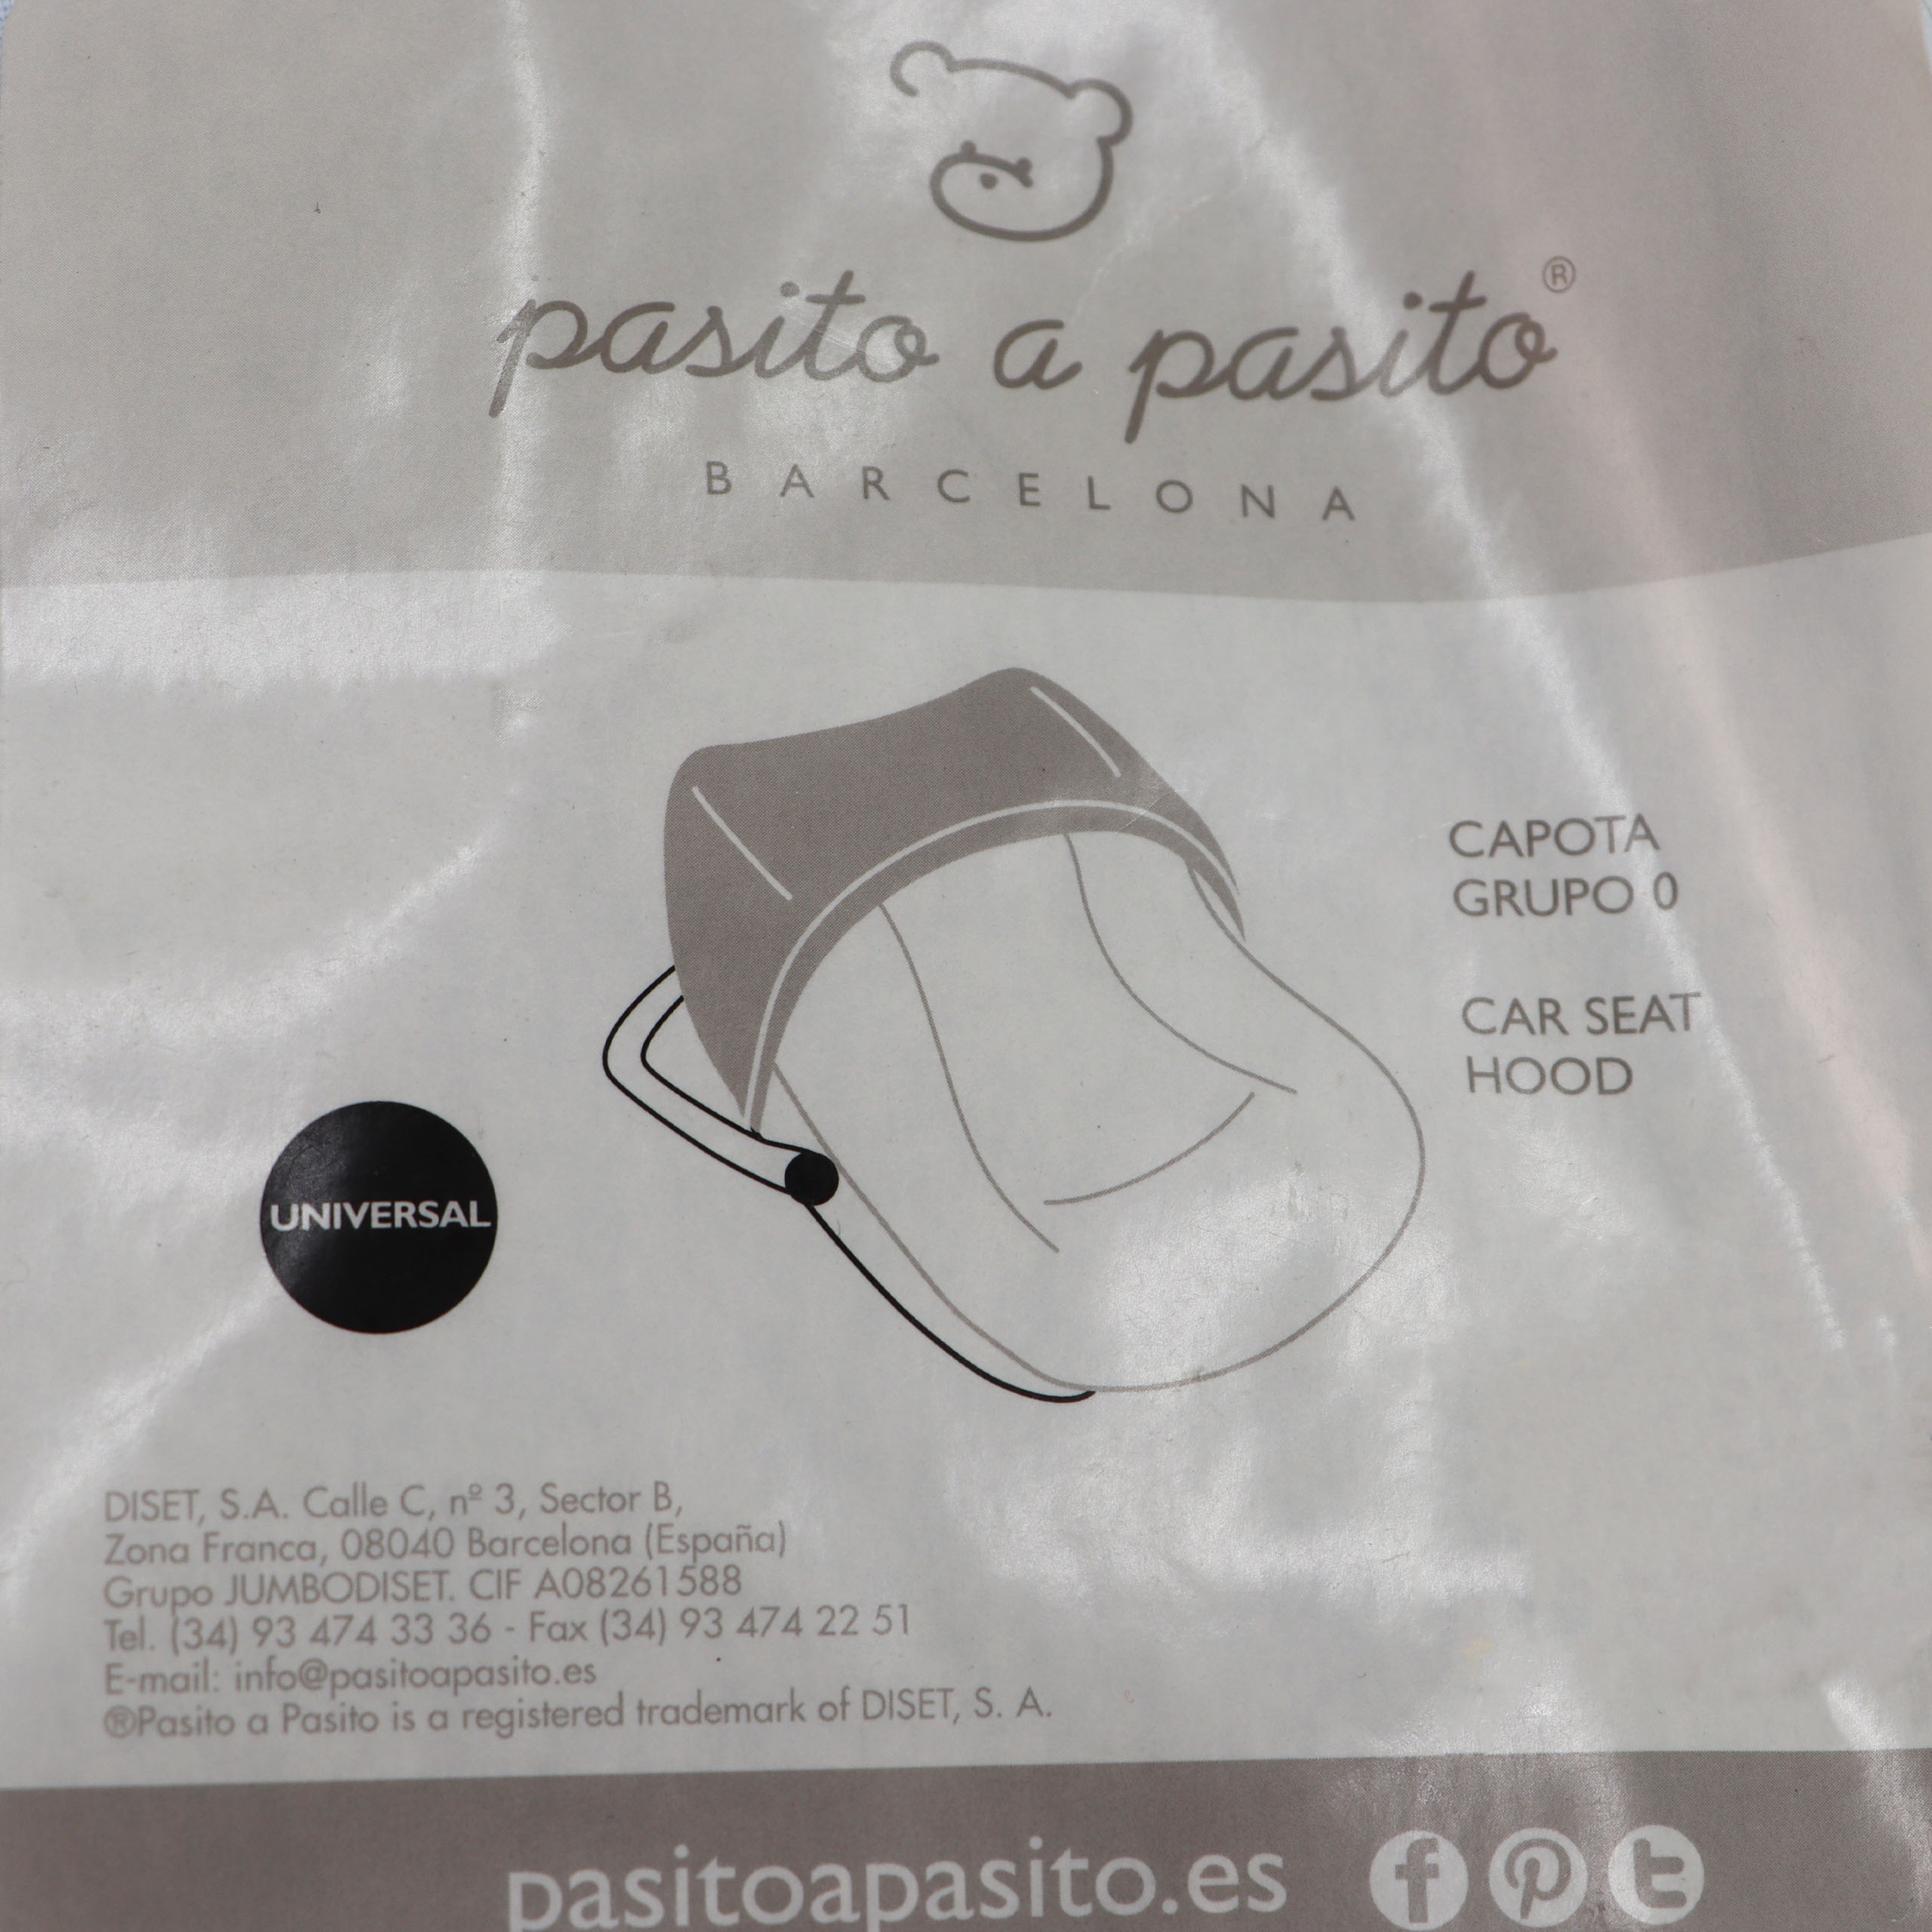 pasito a pasito®
BARCELONA
CAPOTA
GRUPO 0
CAR SEAT
HOOD
UNIVERSAL
DISET, S.A. Calle C, nº 3, Sector B,
Zona Franca, 08040 Barcelona (España)
Grupo JUMBODISET. CIF A08261588
Tel. (34) 93 474 33 36 - Fax (34) 93 474 22 51
E-mail: info@pasitoapasito.es
®Pasito a Pasito is a registered trademark of DISET, S. A.
pasitoapasito.es